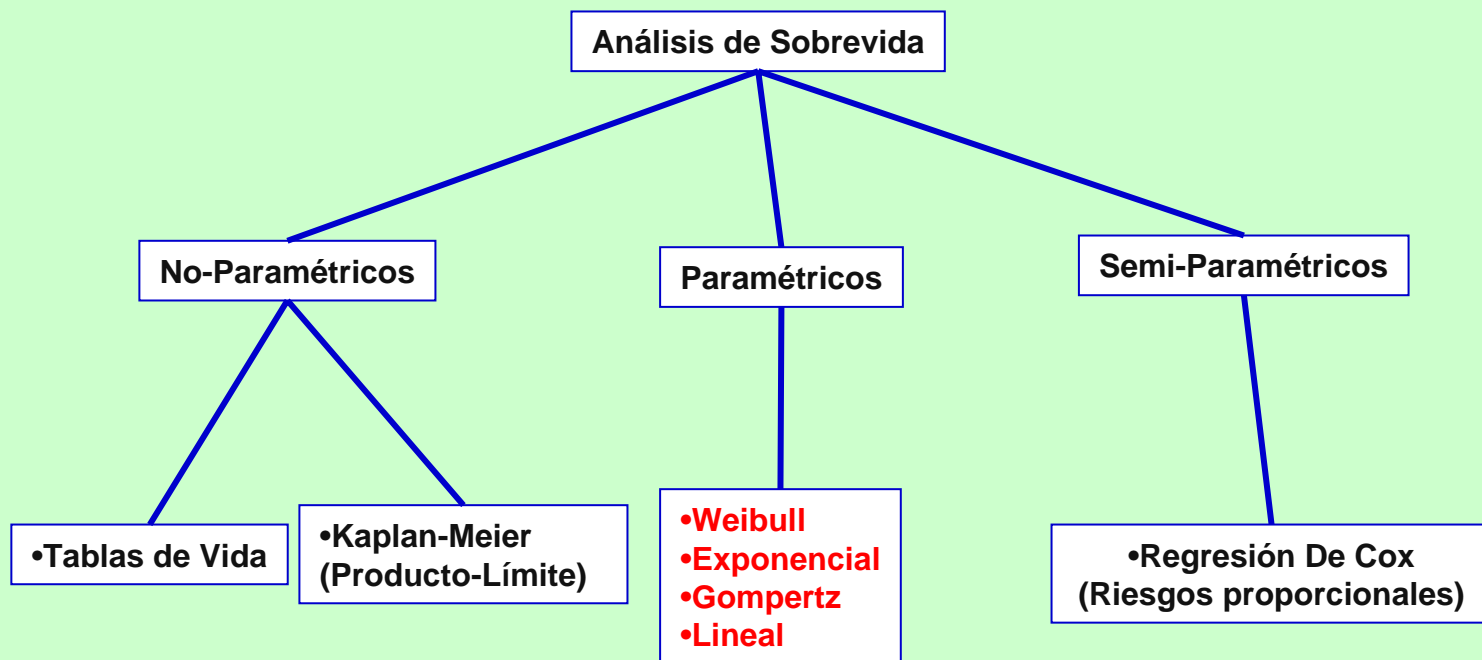 Análisis de Sobrevida
No-Paramétricos
Paramétricos
Semi-Paramétricos
•Tablas de Vida
•Kaplan-Meier
(Producto-Límite)
•Weibull
•Exponencial
•Gompertz
•Lineal
•Regresión De Cox
(Riesgos proporcionales)